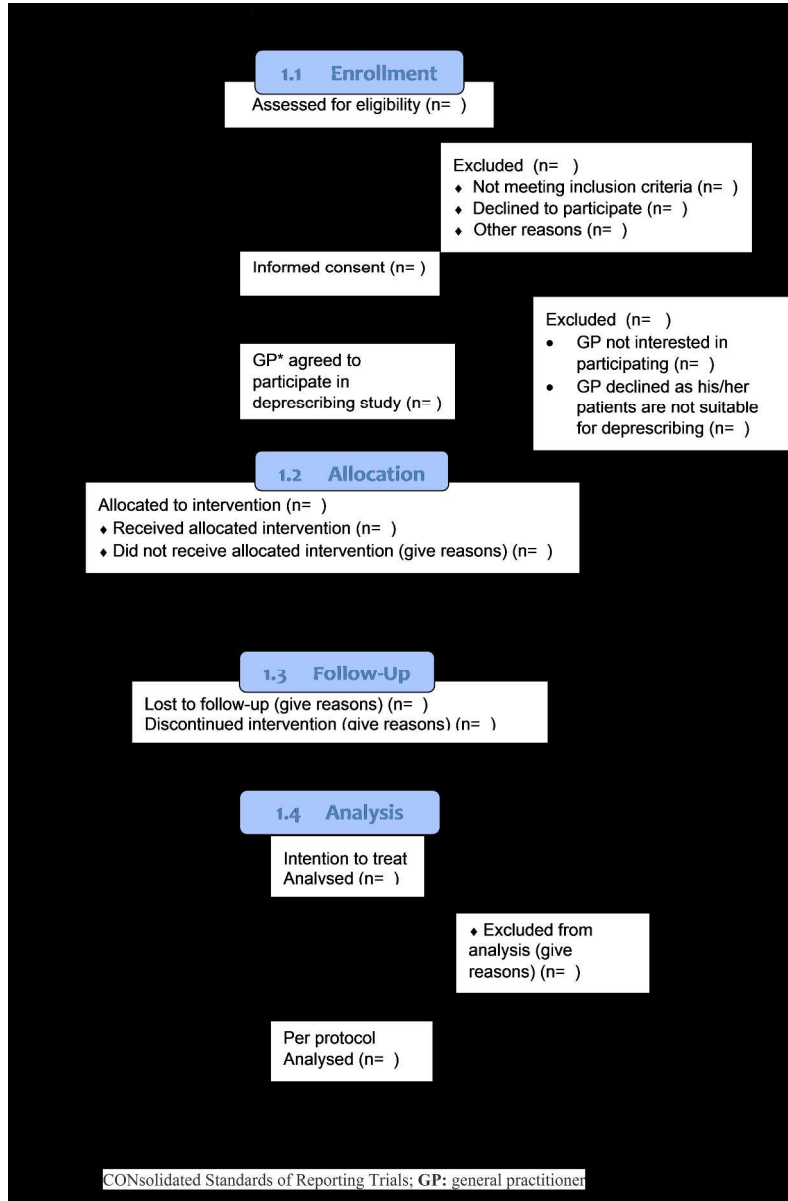 1.1 Enrollment
Assessed for eligibility (n= )
Excluded (n= )
♦ Not meeting inclusion criteria (n= )
♦ Declined to participate (n= )
♦ Other reasons (n= )
Informed consent (n= )
Excluded (n= )
• GP not interested in
participating (n= )
• GP declined as his/her
patients are not suitable
for deprescribing (n= )
GP* agreed to
participate in
deprescribing study (n= )
1.2 Allocation
Allocated to intervention (n= )
♦ Received allocated intervention (n= )
♦ Did not receive allocated intervention (give reasons) (n= )
1.3 Follow-Up
Lost to follow-up (give reasons) (n= )
Discontinued intervention (give reasons) (n= )
1.4 Analysis
Intention to treat
Analysed (n= )
♦ Excluded from
analysis (give
reasons) (n= )
Per protocol
Analysed (n= )
CONsolidated Standards of Reporting Trials; GP: general practitioner